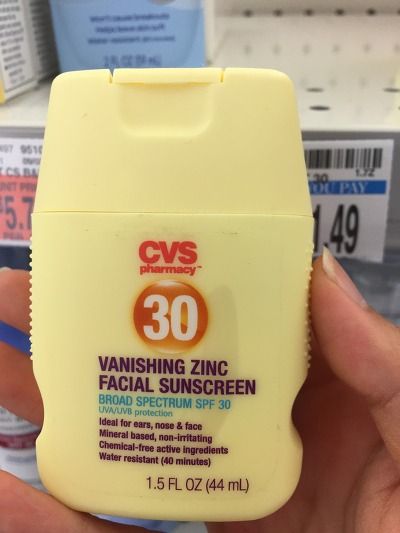 CVS
pharmacy™
30
VANISHING ZINC
FACIAL SUNSCREEN
BROAD SPECTRUM SPF 30
UVA/UVB protection
Ideal for ears, nose & face
Mineral based, non-irritating
Chemical-free active ingredients
Water resistant (40 minutes)
1.5 FL OZ (44 mL)
30
YOU PAY
.49